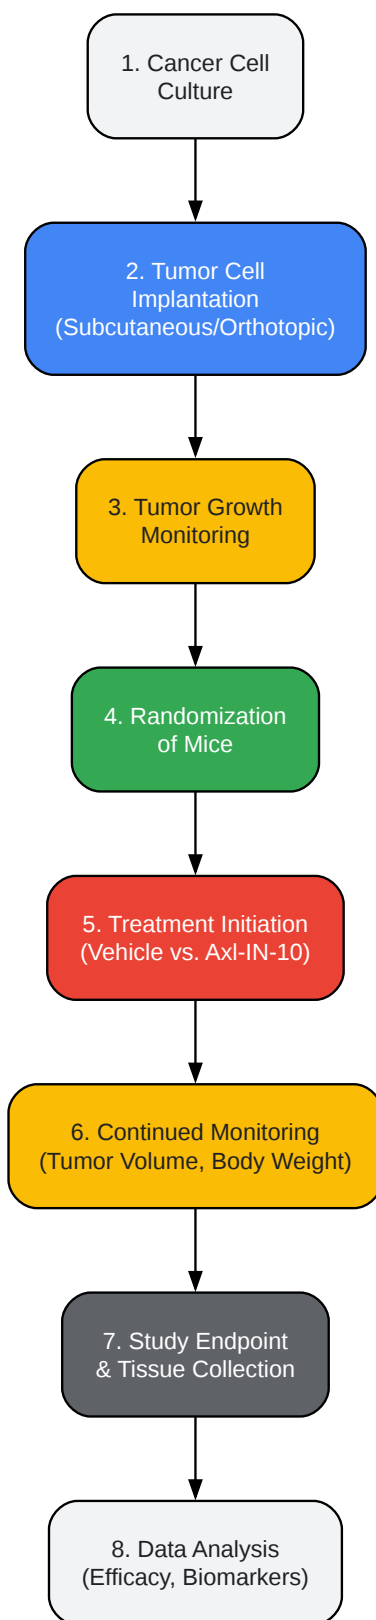 1. Cancer Cell
Culture
2. Tumor Cell
Implantation
(Subcutaneous/Orthotopic)
3. Tumor Growth
Monitoring
4. Randomization
of Mice
5. Treatment Initiation
(Vehicle vs. Axl-IN-10)
6. Continued Monitoring
(Tumor Volume, Body Weight)
7. Study Endpoint
& Tissue Collection
8. Data Analysis
(Efficacy, Biomarkers)